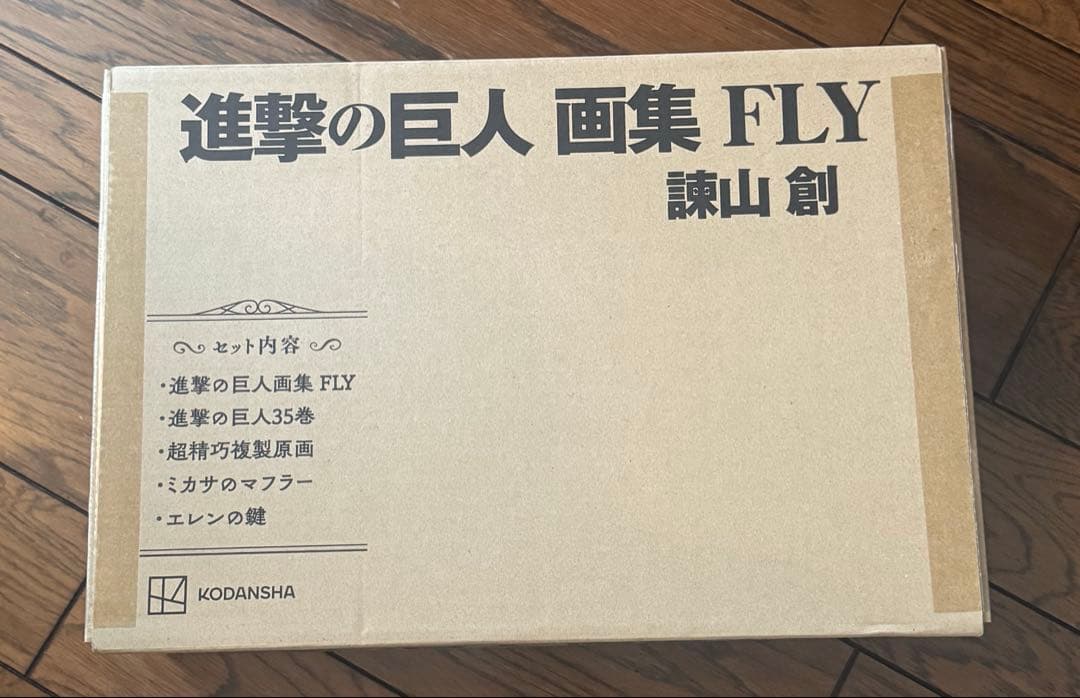 進撃の巨人 画集 FLY
諫山 創
セット内容
・進撃の巨人画集 FLY
・進撃の巨人35巻
・超精巧複製原画
・ミカサのマフラー
・エレンの鍵
KODANSHA